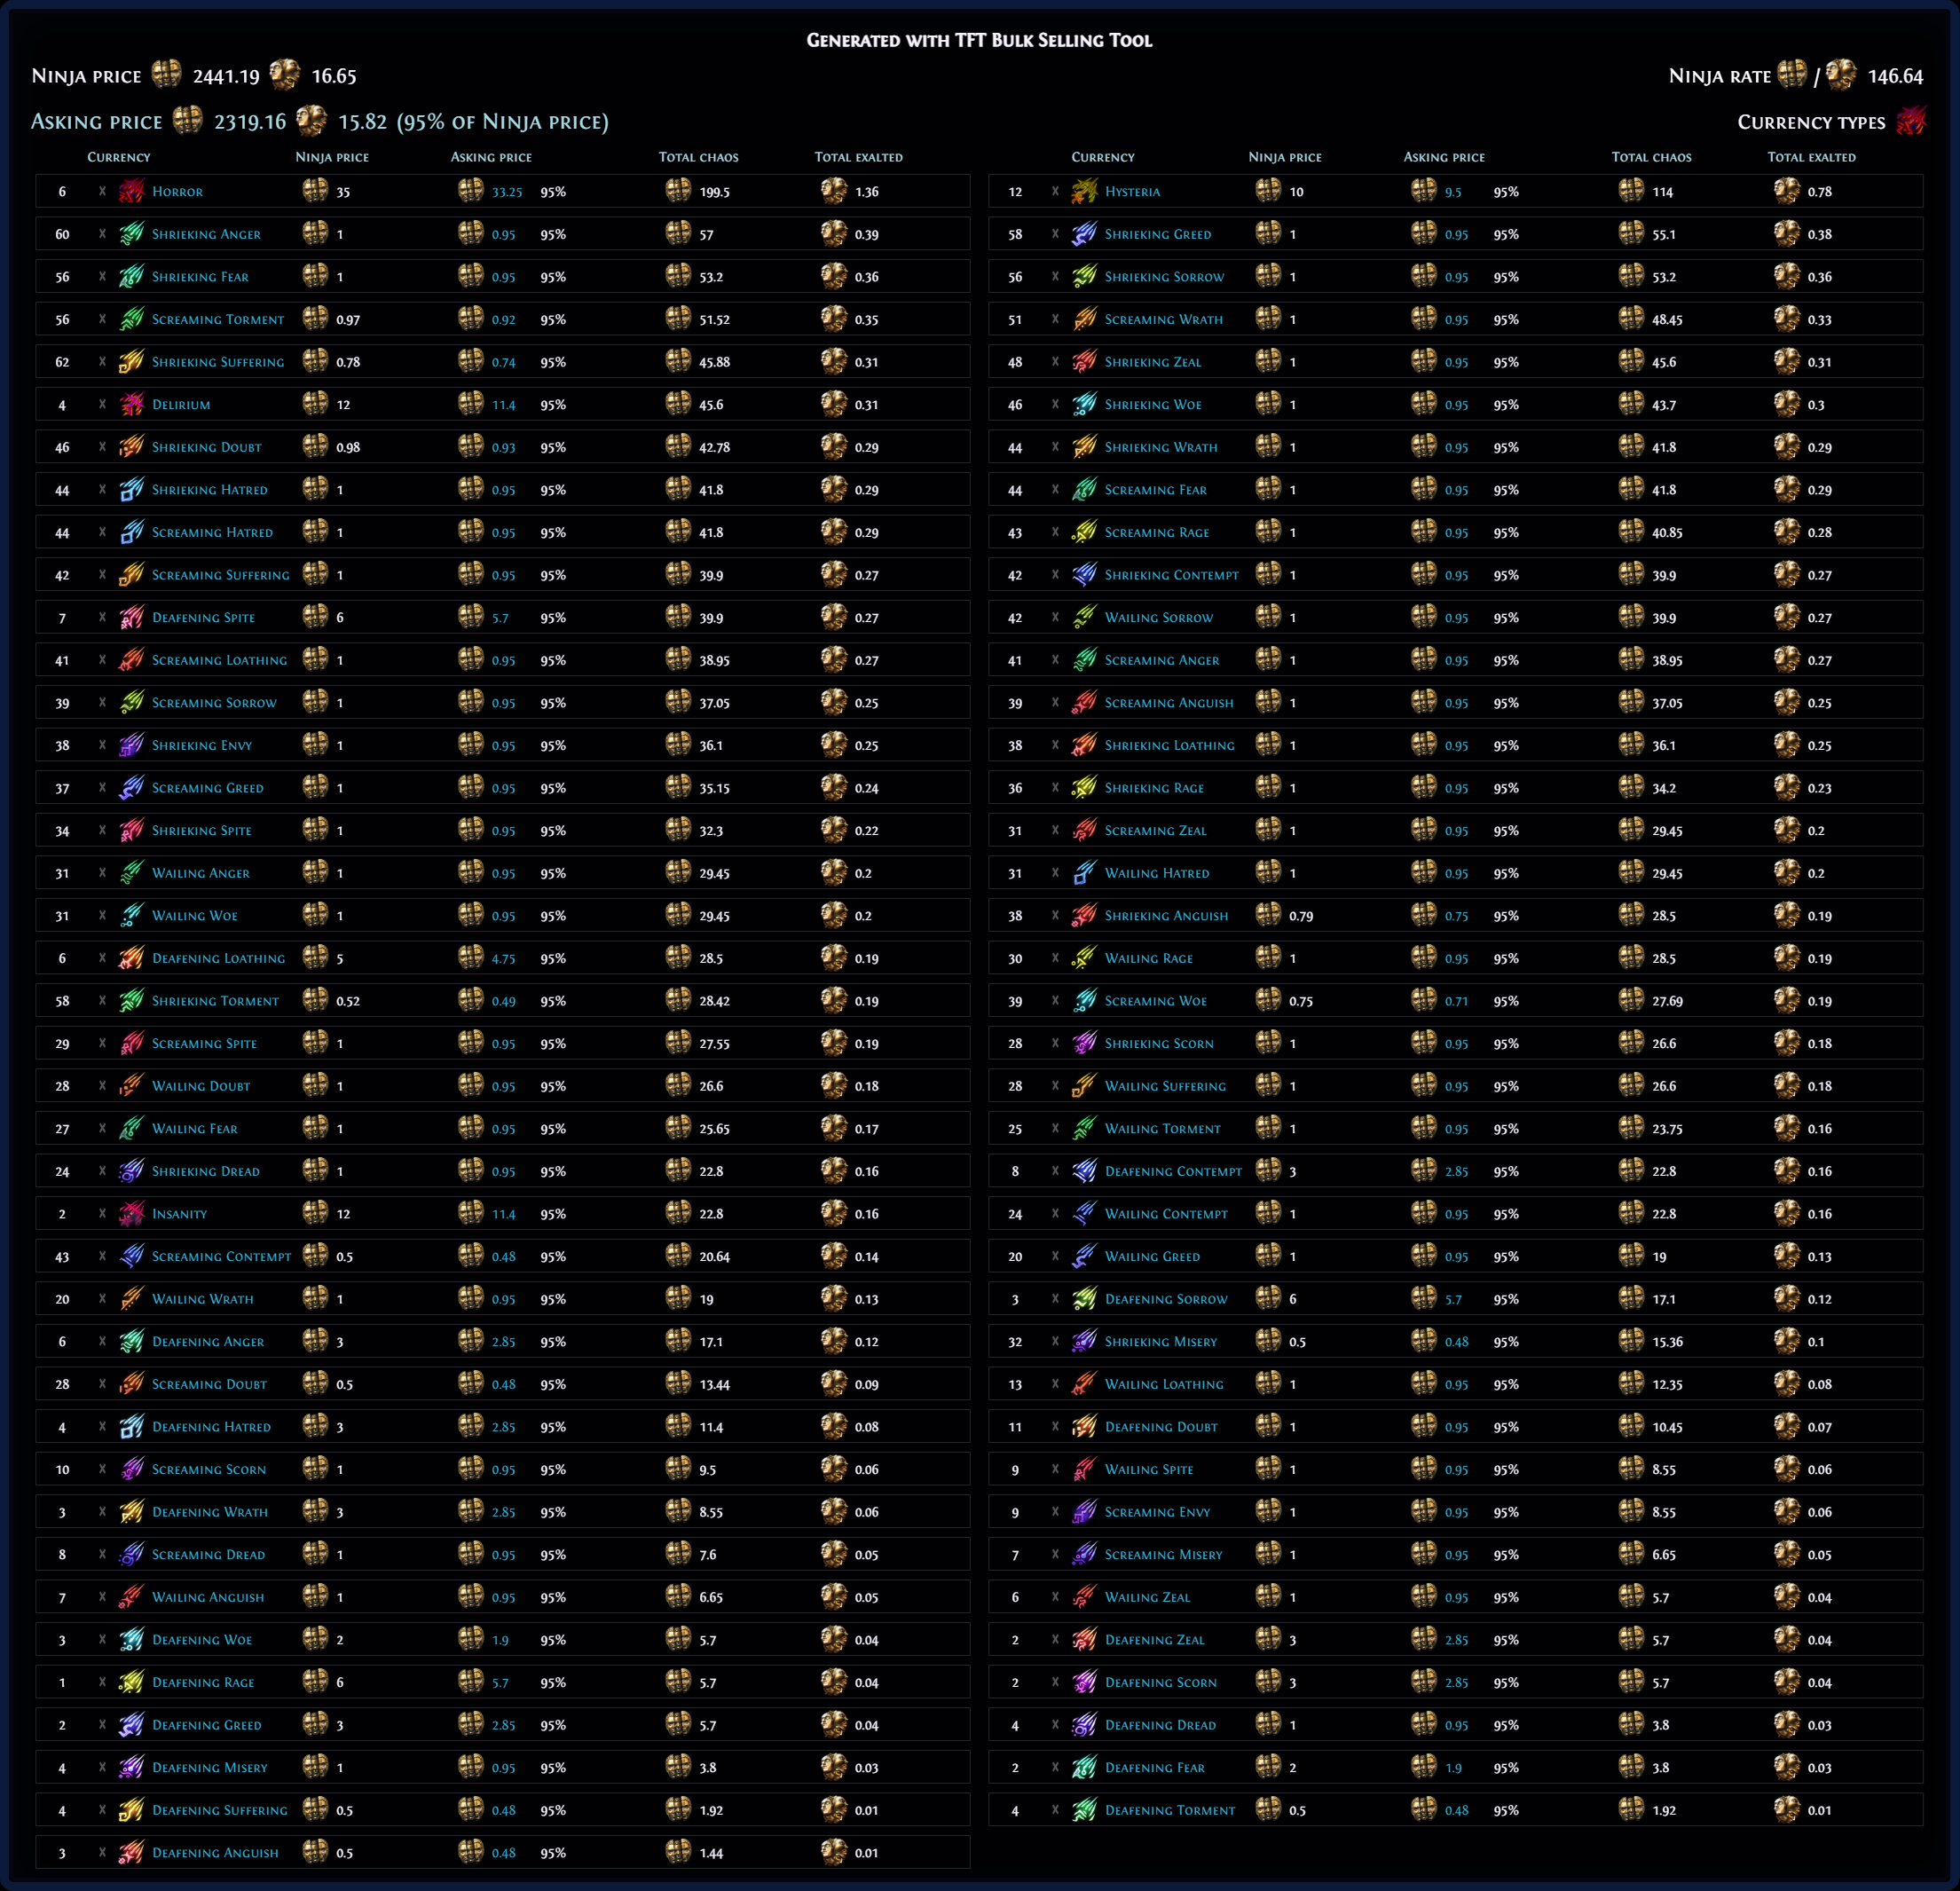 Generated with TFT Bulk Selling Tool
Ninja price 2441.19 16.65 Ninja rate / 146.64
Asking price 2319.16 15.82 (95% of Ninja price) Currency types
Currency Ninja price Asking price Total chaos Total exalted Currency Ninja price Asking price Total chaos Total exalted
6 x Horror 35 33.25 95% 199.5 1.36 12 x Hysteria 10 9.5 95% 114 0.78
60 x Shrieking Anger 1 0.95 95% 57 0.39 58 x Shrieking Greed 1 0.95 95% 55.1 0.38
56 x Shrieking Fear 1 0.95 95% 53.2 0.36 56 x Shrieking Sorrow 1 0.95 95% 53.2 0.36
56 x Screaming Torment 0.97 0.92 95% 51.52 0.35 51 x Screaming Wrath 1 0.95 95% 48.45 0.33
62 x Shrieking Suffering 0.78 0.74 95% 45.88 0.31 48 x Shrieking Zeal 1 0.95 95% 45.6 0.31
4 x Delirium 12 11.4 95% 45.6 0.31 46 x Shrieking Woe 1 0.95 95% 43.7 0.3
46 x Shrieking Doubt 0.98 0.93 95% 42.78 0.29 44 x Shrieking Wrath 1 0.95 95% 41.8 0.29
44 x Shrieking Hatred 1 0.95 95% 41.8 0.29 44 x Screaming Fear 1 0.95 95% 41.8 0.29
44 x Screaming Hatred 1 0.95 95% 41.8 0.29 43 x Screaming Rage 1 0.95 95% 40.85 0.28
42 x Screaming Suffering 1 0.95 95% 39.9 0.27 42 x Shrieking Contempt 1 0.95 95% 39.9 0.27
7 x Deafening Spite 6 5.7 95% 39.9 0.27 42 x Wailing Sorrow 1 0.95 95% 39.9 0.27
41 x Screaming Loathing 1 0.95 95% 38.95 0.27 41 x Screaming Anger 1 0.95 95% 38.95 0.27
39 x Screaming Sorrow 1 0.95 95% 37.05 0.25 39 x Screaming Anguish 1 0.95 95% 37.05 0.25
38 x Shrieking Envy 1 0.95 95% 36.1 0.25 38 x Shrieking Loathing 1 0.95 95% 36.1 0.25
37 x Screaming Greed 1 0.95 95% 35.15 0.24 36 x Shrieking Rage 1 0.95 95% 34.2 0.23
34 x Shrieking Spite 1 0.95 95% 32.3 0.22 31 x Screaming Zeal 1 0.95 95% 29.45 0.2
31 x Wailing Anger 1 0.95 95% 29.45 0.2 31 x Wailing Hatred 1 0.95 95% 29.45 0.2
31 x Wailing Woe 1 0.95 95% 29.45 0.2 38 x Shrieking Anguish 0.79 0.75 95% 28.5 0.19
6 x Deafening Loathing 5 4.75 95% 28.5 0.19 30 x Wailing Rage 1 0.95 95% 28.5 0.19
58 x Shrieking Torment 0.52 0.49 95% 28.42 0.19 39 x Screaming Woe 0.75 0.71 95% 27.69 0.19
29 x Screaming Spite 1 0.95 95% 27.55 0.19 28 x Shrieking Scorn 1 0.95 95% 26.6 0.18
28 x Wailing Doubt 1 0.95 95% 26.6 0.18 28 x Wailing Suffering 1 0.95 95% 26.6 0.18
27 x Wailing Fear 1 0.95 95% 25.65 0.17 25 x Wailing Torment 1 0.95 95% 23.75 0.16
24 x Shrieking Dread 1 0.95 95% 22.8 0.16 8 x Deafening Contempt 3 2.85 95% 22.8 0.16
2 x Insanity 12 11.4 95% 22.8 0.16 24 x Wailing Contempt 1 0.95 95% 22.8 0.16
43 x Screaming Contempt 0.5 0.48 95% 20.64 0.14 20 x Wailing Greed 1 0.95 95% 19 0.13
20 x Wailing Wrath 1 0.95 95% 19 0.13 3 x Deafening Sorrow 6 5.7 95% 17.1 0.12
6 x Deafening Anger 3 2.85 95% 17.1 0.12 32 x Shrieking Misery 0.5 0.48 95% 15.36 0.1
28 x Screaming Doubt 0.5 0.48 95% 13.44 0.09 13 x Wailing Loathing 1 0.95 95% 12.35 0.08
4 x Deafening Hatred 3 2.85 95% 11.4 0.08 11 x Deafening Doubt 1 0.95 95% 10.45 0.07
10 x Screaming Scorn 1 0.95 95% 9.5 0.06 9 x Wailing Spite 1 0.95 95% 8.55 0.06
3 x Deafening Wrath 3 2.85 95% 8.55 0.06 9 x Screaming Envy 1 0.95 95% 8.55 0.06
8 x Screaming Dread 1 0.95 95% 7.6 0.05 7 x Screaming Misery 1 0.95 95% 6.65 0.05
7 x Wailing Anguish 1 0.95 95% 6.65 0.05 6 x Wailing Zeal 1 0.95 95% 5.7 0.04
3 x Deafening Woe 2 1.9 95% 5.7 0.04 2 x Deafening Zeal 3 2.85 95% 5.7 0.04
1 x Deafening Rage 6 5.7 95% 5.7 0.04 2 x Deafening Scorn 3 2.85 95% 5.7 0.04
2 x Deafening Greed 3 2.85 95% 5.7 0.04 4 x Deafening Dread 1 0.95 95% 3.8 0.03
4 x Deafening Misery 1 0.95 95% 3.8 0.03 2 x Deafening Fear 2 1.9 95% 3.8 0.03
4 x Deafening Suffering 0.5 0.48 95% 1.92 0.01 4 x Deafening Torment 0.5 0.48 95% 1.92 0.01
3 x Deafening Anguish 0.5 0.48 95% 1.44 0.01